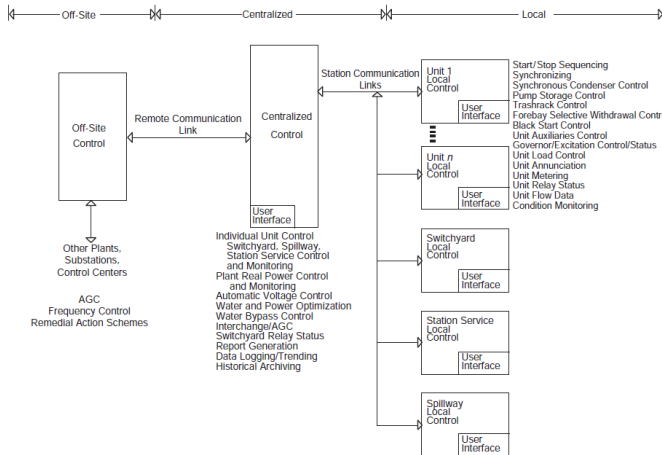 Off-Site
Centralized
Local
Off-Site
Control
Remote Communication
Link
Centralized
Control
User
Interface
Station Communication
Links
Unit 1
Local
Control
User
Interface
Unit n
Local
Control
User
Interface
Switchyard
Local
Control
User
Interface
Station Service
Local
Control
User
Interface
Spillway
Local
Control
User
Interface
Start/Stop Sequencing
Synchronizing
Synchronous Condenser Control
Pump Storage Control
Trashrack Control
Forebay Selective Withdrawal Contr
Black Start Control
Unit Auxiliaries Control
Governor/Excitation Control/Status
Unit Load Control
Unit Annunciation
Unit Metering
Unit Relay Status
Unit Flow Data
Condition Monitoring
Other Plants,
Substations,
Control Centers
AGC
Frequency Control
Remedial Action Schemes
Individual Unit Control
Switchyard, Spillway,
Station Service Control
and Monitoring
Plant Real Power Control
and Monitoring
Automatic Voltage Control
Water and Power Optimization
Water Bypass Control
Interchange/AGC
Switchyard Relay Status
Report Generation
Data Logging/Trending
Historical Archiving